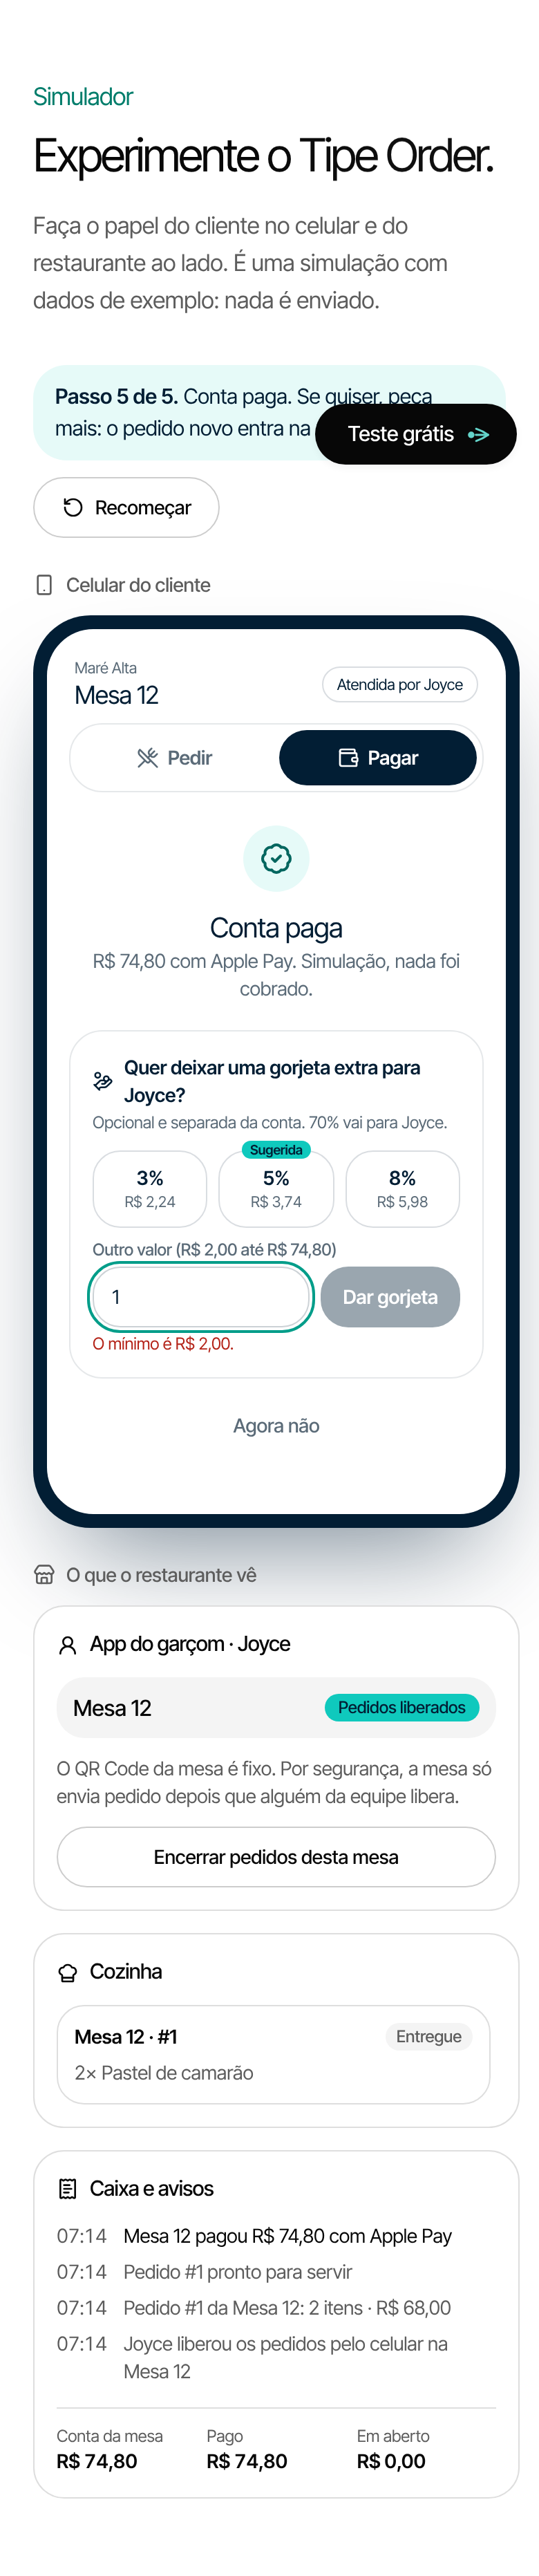 Simulador
Experimente o Tipe Order.
Faça o papel do cliente no celular e do
restaurante ao lado. É uma simulação com
dados de exemplo: nada é enviado.
Passo 5 de 5. Conta paga. Se quiser, peça
mais: o pedido novo entra na
Teste grátis
Recomeçar
Celular do cliente
Maré Alta
Mesa 12
Atendida por Joyce
Pedir
Pagar
Conta paga
R$ 74,80 com Apple Pay. Simulação, nada foi
cobrado.
Quer deixar uma gorjeta extra para
Joyce?
Opcional e separada da conta. 70% vai para Joyce.
Sugerida
3%
5%
8%
R$ 2,24
R$ 3,74
R$ 5,98
Outro valor (R$ 2,00 até R$ 74,80)
1
Dar gorjeta
O mínimo é R$ 2,00.
Agora não
O que o restaurante vê
App do garçom · Joyce
Mesa 12
Pedidos liberados
O QR Code da mesa é fixo. Por segurança, a mesa só
envia pedido depois que alguém da equipe libera.
Encerrar pedidos desta mesa
Cozinha
Mesa 12 · #1
Entregue
2× Pastel de camarão
Caixa e avisos
07:14 Mesa 12 pagou R$ 74,80 com Apple Pay
07:14 Pedido #1 pronto para servir
07:14 Pedido #1 da Mesa 12: 2 itens · R$ 68,00
07:14 Joyce liberou os pedidos pelo celular na
Mesa 12
Conta da mesa
Pago
Em aberto
R$ 74,80
R$ 74,80
R$ 0,00